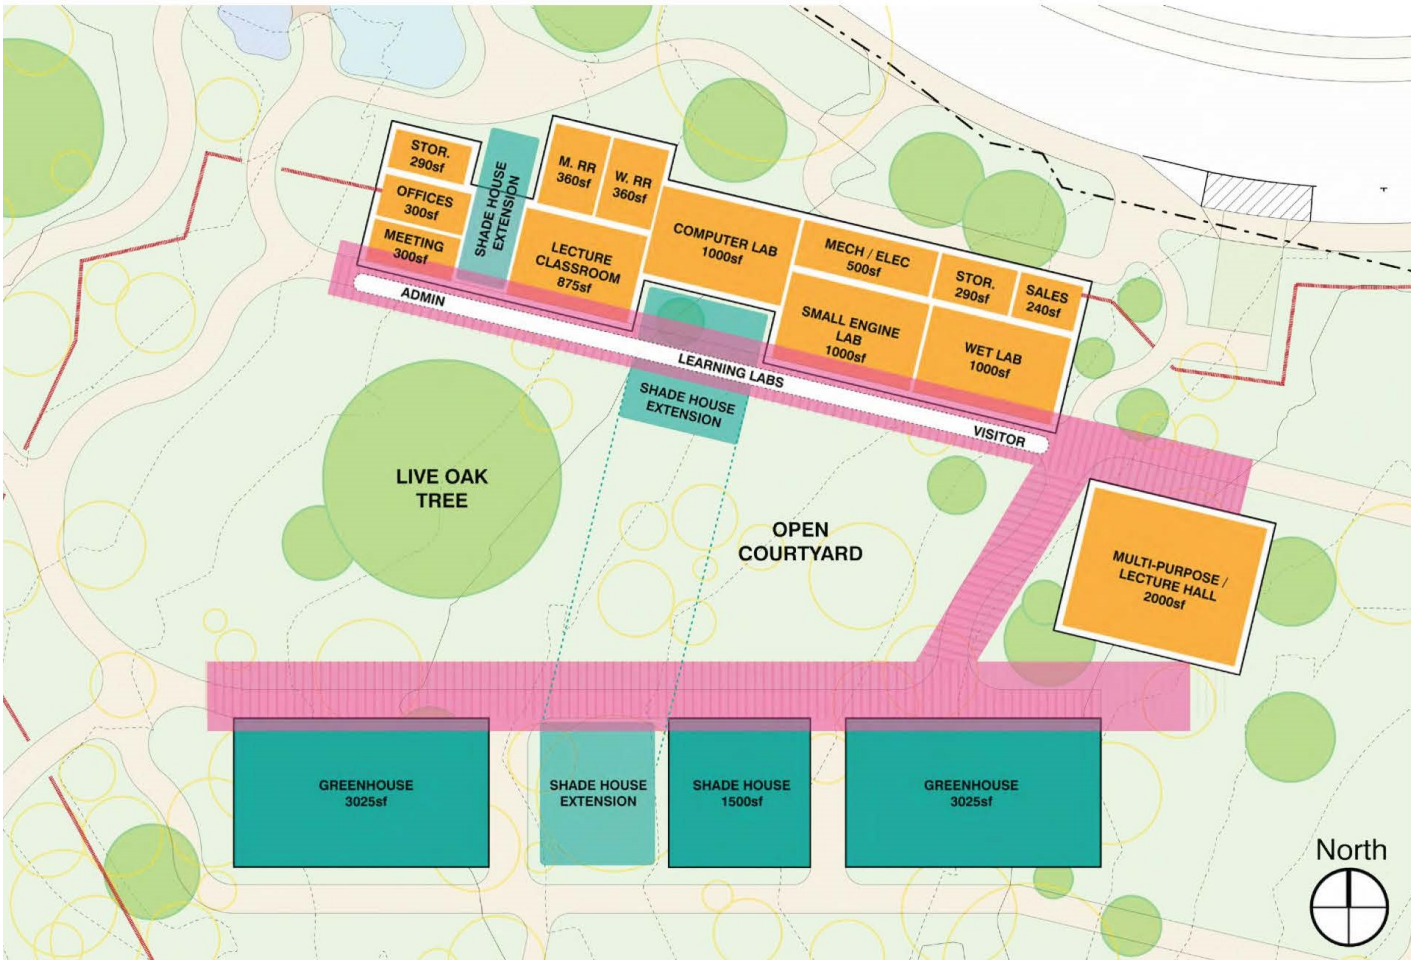 STOR.
290sf
OFFICES
300sf
MEETING
300sf
SHADE HOUSE
EXTENSION
M. RR
360sf
W. RR
360sf
LECTURE
CLASSROOM
875sf
COMPUTER LAB
1000sf
MECH / ELEC
500sf
STOR.
290sf
SALES
240sf
SMALL ENGINE
LAB
1000sf
WET LAB
1000sf
ADMIN
LEARNING LABS
VISITOR
SHADE HOUSE
EXTENSION
LIVE OAK
TREE
OPEN
COURTYARD
MULTI-PURPOSE /
LECTURE HALL
2000sf
GREENHOUSE
3025sf
SHADE HOUSE
EXTENSION
SHADE HOUSE
1500sf
GREENHOUSE
3025sf
North